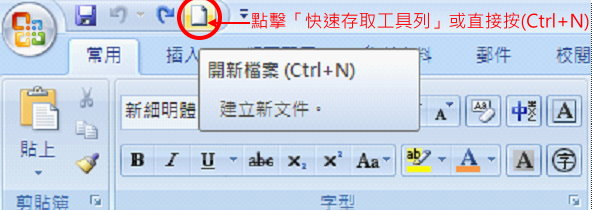 點擊「快速存取工具列」或直接按(Ctrl+N)
常用 插入 郵件 校閱
開新檔案 (Ctrl+N)
建立新文件。
新細明體
貼上
B I U abc x₂ x² Aa ab A A 字
剪貼簿 字型